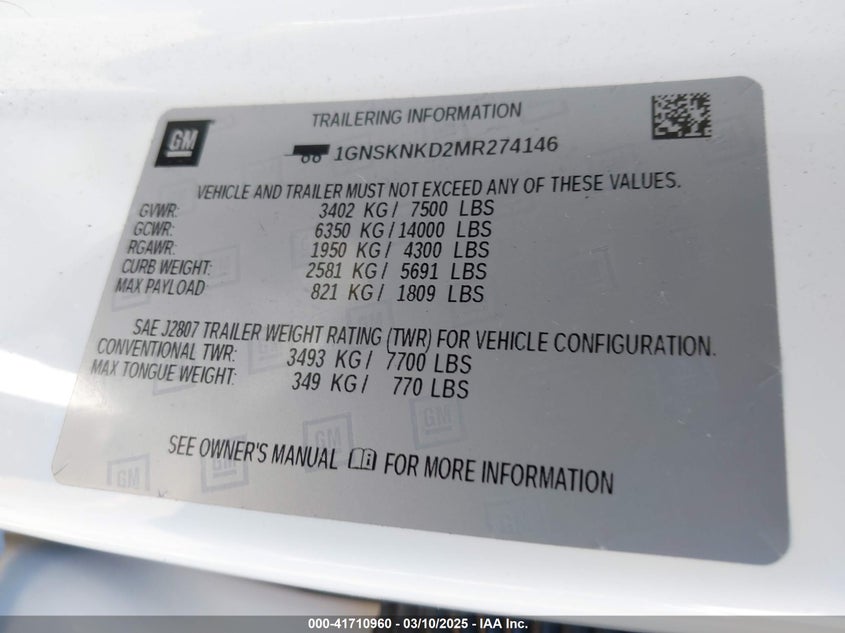 GM
TRAILERING INFORMATION
1GNSKNKD2MR274146
VEHICLE AND TRAILER MUST NOT EXCEED ANY OF THESE VALUES.
GVWR: 3402 KG / 7500 LBS
GCWR: 6350 KG / 14000 LBS
RGAWR: 1950 KG / 4300 LBS
CURB WEIGHT: 2581 KG / 5691 LBS
MAX PAYLOAD 821 KG / 1809 LBS
SAE J2807 TRAILER WEIGHT RATING (TWR) FOR VEHICLE CONFIGURATION.
CONVENTIONAL TWR: 3493 KG / 7700 LBS
MAX TONGUE WEIGHT: 349 KG / 770 LBS
SEE OWNER'S MANUAL FOR MORE INFORMATION
000-41710960 - 03/10/2025 - IAA Inc.